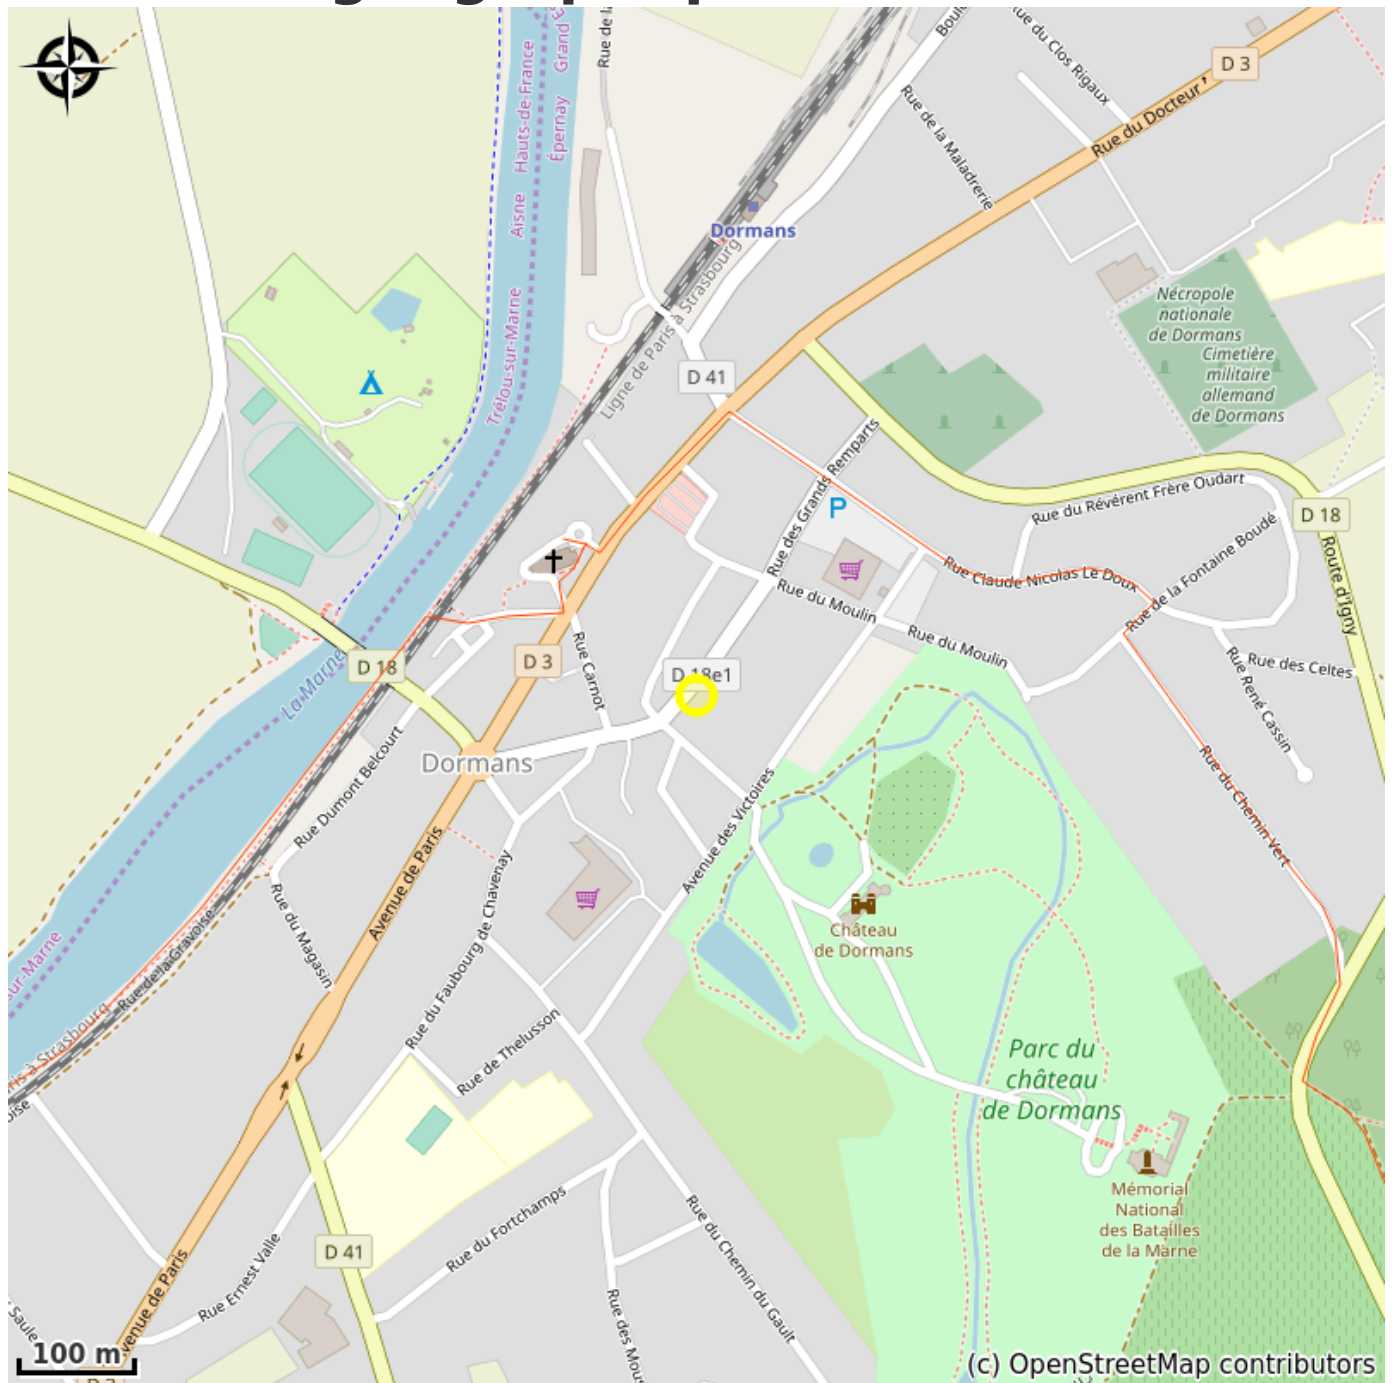 Rue du Clos Rigaux
D 3
Rue du Docteur
Rue de la Maladrerie
Hauts-de-France
Grand
Aisne
Épernay
Dormans
Ligne de Paris à Strasbourg
Trélou-sur-Marne
D 41
Nécropole
nationale
de Dormans
Cimetière
militaire
allemand
de Dormans
Rue des Grands Remparts
P
Rue du Révérent Frère Oudart
D 18
Route d'Igny
Rue de la Fontaine Boudé
Rue Claude Nicolas Le Doux
Rue du Moulin
Rue du Moulin
Rue des Celtes
Rue René Cassin
La Marne
D 18
D 3
Rue Carnot
D 18e1
Dormans
Rue Dumont Belcourt
Avenue de Paris
Avenue des Victoires
Rue du Chemin Vert
Rue du Faubourg de Chavenay
Rue du Magasin
Château
de Dormans
sur-Marne
Rue de la Gravoise
à Strasbourg
Rue de Thelusson
Parc du
château
de Dormans
Mémorial
National
des Batailles
de la Marne
Rue du Fortchamps
Rue du Chemin du Gault
D 41
Rue Ernest Valle
Avenue de Paris
Rue des
100 m
(c) OpenStreetMap contributors